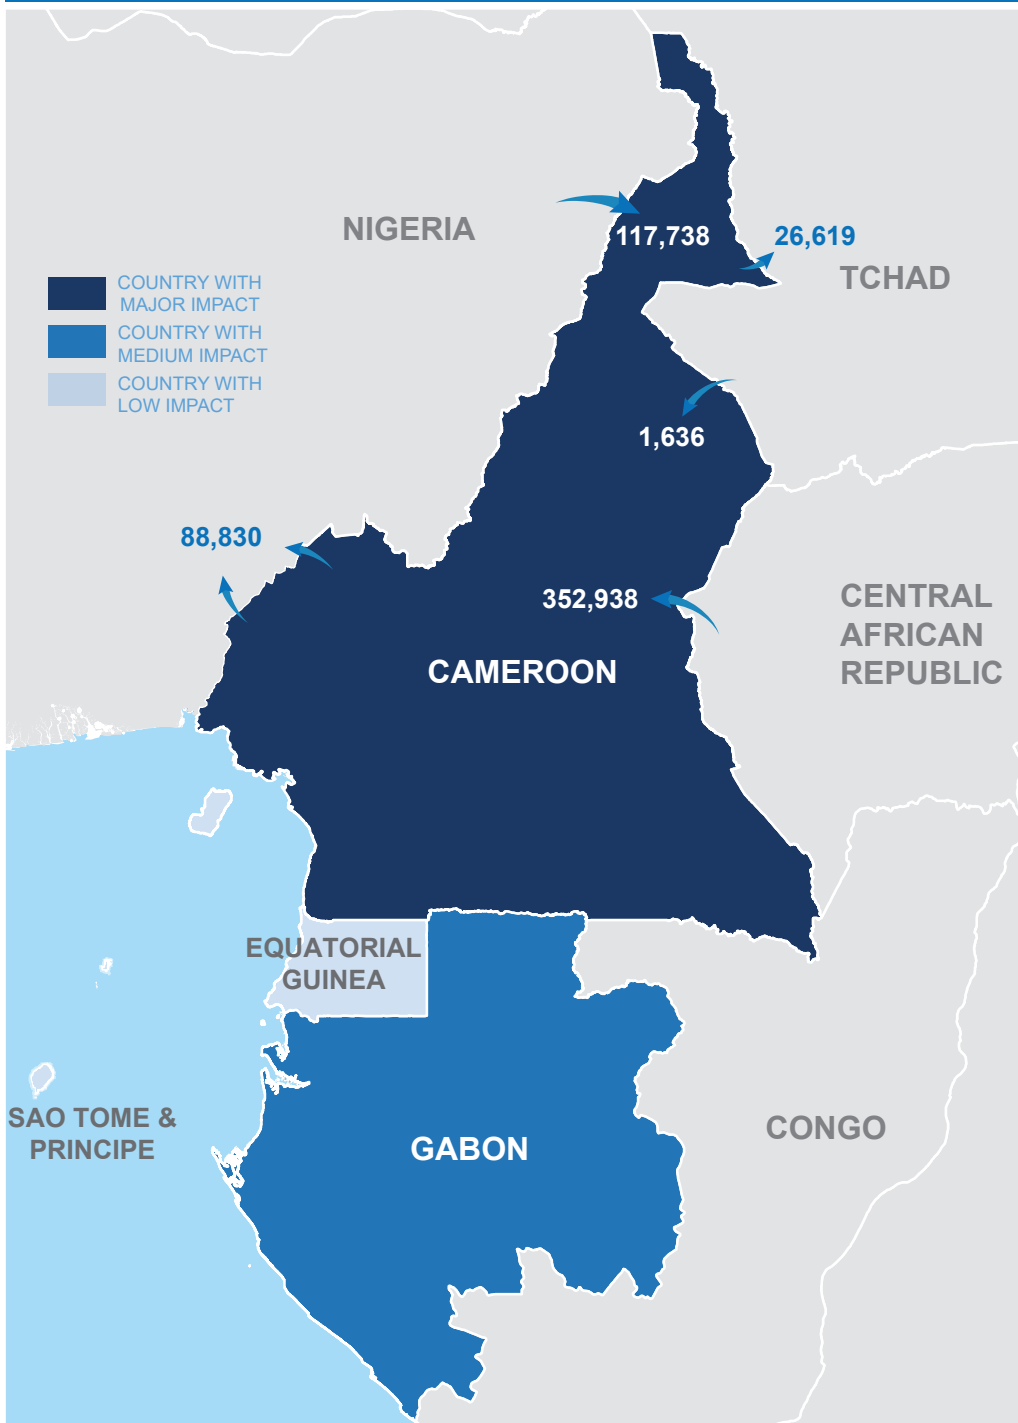 NIGERIA
117,738
26,619
TCHAD
COUNTRY WITH
MAJOR IMPACT
COUNTRY WITH
MEDIUM IMPACT
COUNTRY WITH
LOW IMPACT
1,636
88,830
352,938
CENTRAL
AFRICAN
REPUBLIC
CAMEROON
EQUATORIAL
GUINEA
SAO TOME &
PRINCIPE
GABON
CONGO